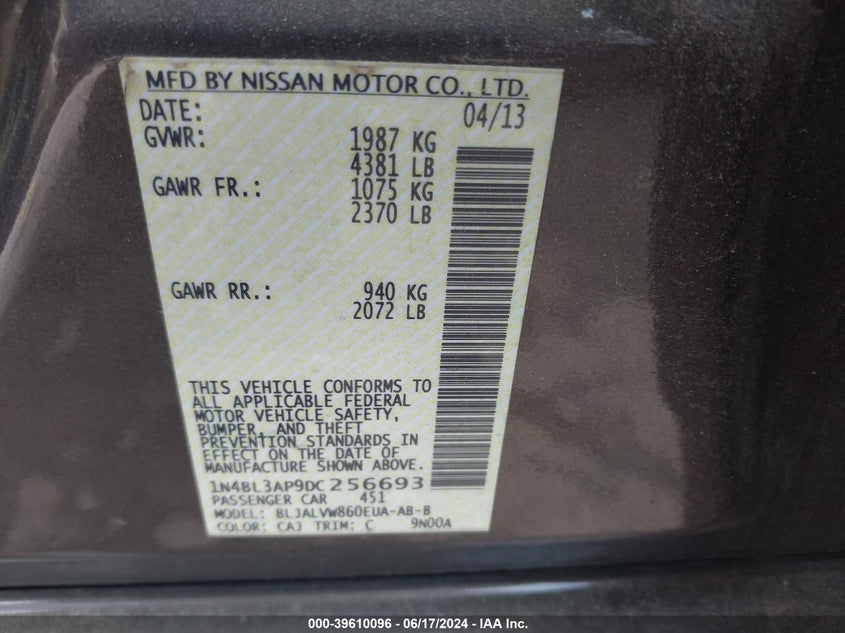 MFD BY NISSAN MOTOR CO., LTD.
DATE: 04/13
GVWR: 1987 KG
4381 LB
GAWR FR.: 1075 KG
2370 LB
GAWR RR.: 940 KG
2072 LB
THIS VEHICLE CONFORMS TO
ALL APPLICABLE FEDERAL
MOTOR VEHICLE SAFETY,
BUMPER, AND THEFT
PREVENTION STANDARDS IN
EFFECT ON THE DATE OF
MANUFACTURE SHOWN ABOVE.
1N4BL3AP9DC256693
PASSENGER CAR 451
MODEL: BLJALVW860EUA-AB-B
COLOR: CAJ TRIM: C 9N00A
000-39610096 - 06/17/2024 - IAA Inc.